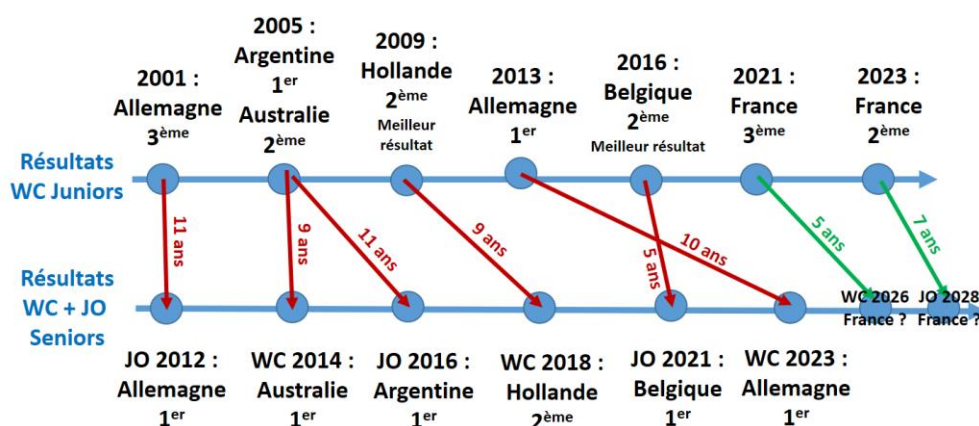 2001 :
Allemagne
3ème
2005 :
Argentine
1er
Australie
2ème
2009 :
Hollande
2ème
Meilleur
résultat
2013 :
Allemagne
1er
2016 :
Belgique
2ème
Meilleur résultat
2021 :
France
3ème
2023 :
France
2ème
Résultats
WC Juniors
11 ans
9 ans
11 ans
9 ans
5 ans
10 ans
5 ans
7 ans
Résultats
WC + JO
Seniors
WC 2026
France ?
JO 2028
France ?
JO 2012 :
Allemagne
1er
WC 2014 :
Australie
1er
JO 2016 :
Argentine
1er
WC 2018 :
Hollande
2ème
JO 2021 :
Belgique
1er
WC 2023 :
Allemagne
1er